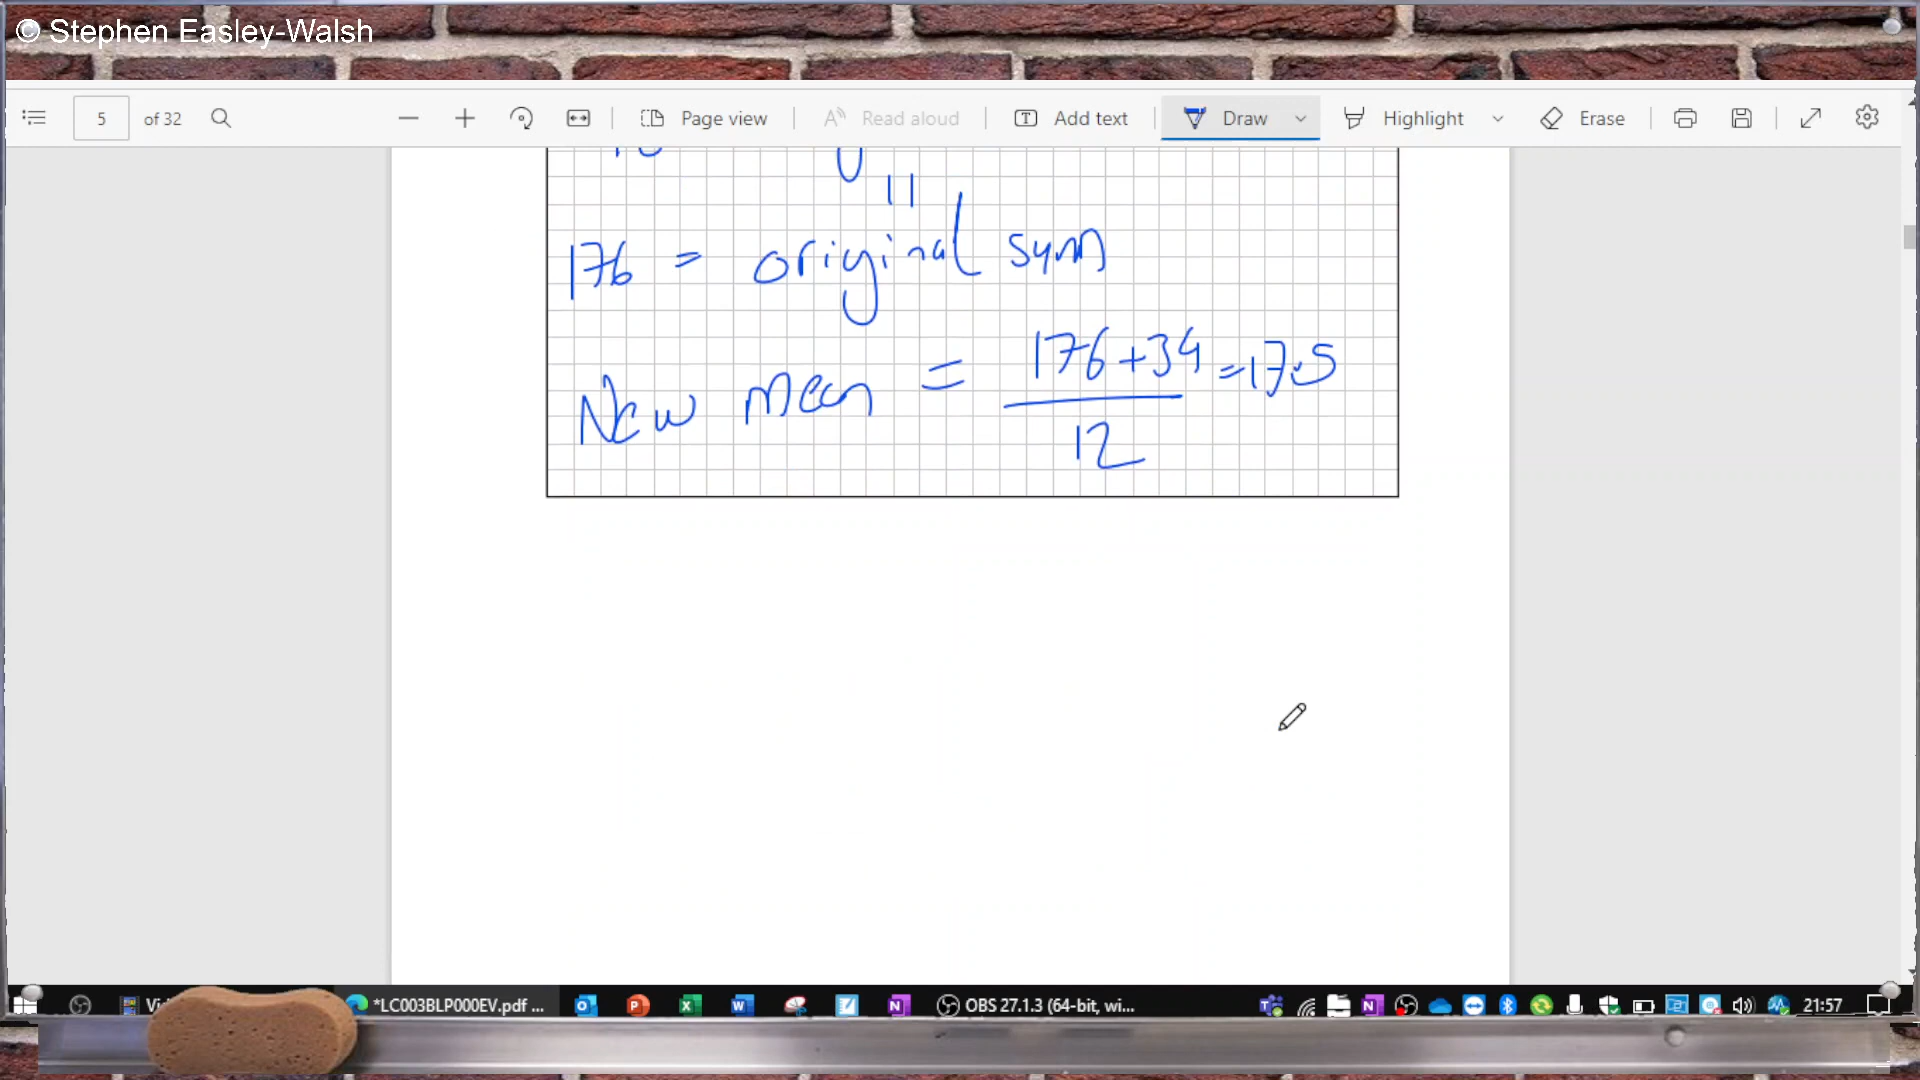 © Stephen Easley-Walsh
5 of 32 Page view Read aloud Add text Draw Highlight Erase
11
176 = original sum
New mean = 176+34 =17.5
12
*LC003BLP000EV.pdf ... OBS 27.1.3 (64-bit, wi... 21:57